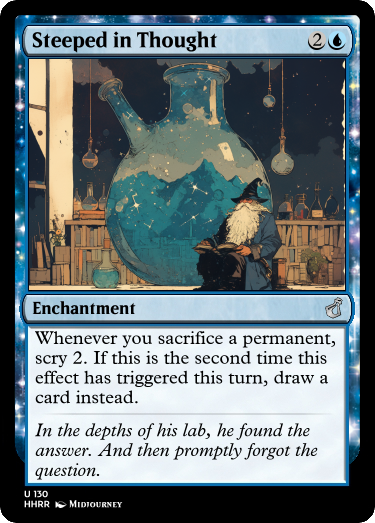 Steeped in Thought 2
Enchantment
Whenever you sacrifice a permanent,
scry 2. If this is the second time this
effect has triggered this turn, draw a
card instead.
In the depths of his lab, he found the
answer. And then promptly forgot the
question.
U 130
HHRR Midjourney